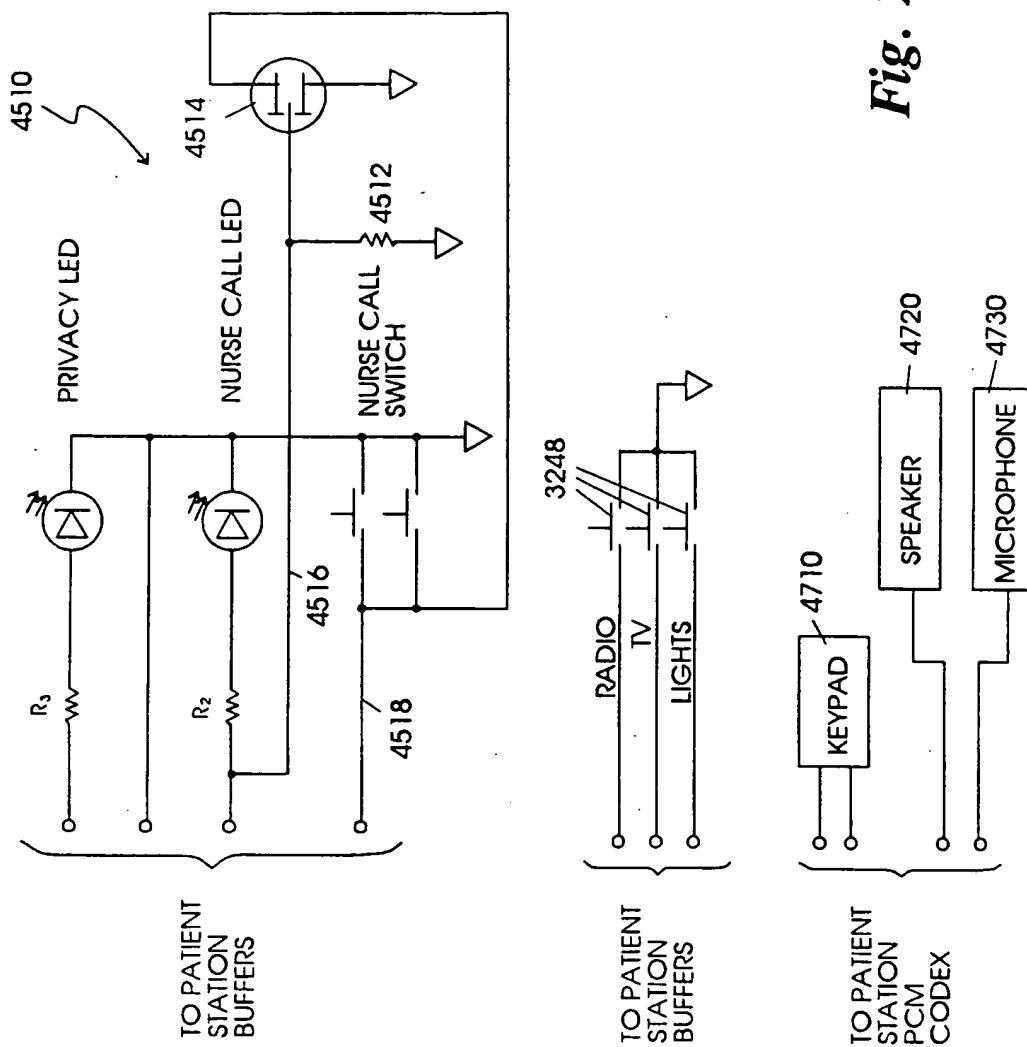 4510
PRIVACY LED
4514
R3
NURSE CALL LED
R2
4516
4512
NURSE CALL
SWITCH
4518
TO PATIENT
STATION
BUFFERS
3248
RADIO
TV
LIGHTS
TO PATIENT
STATION
BUFFERS
4710
KEYPAD
4720
SPEAKER
4730
MICROPHONE
TO PATIENT
STATION
PCM
CODEX
Fig.